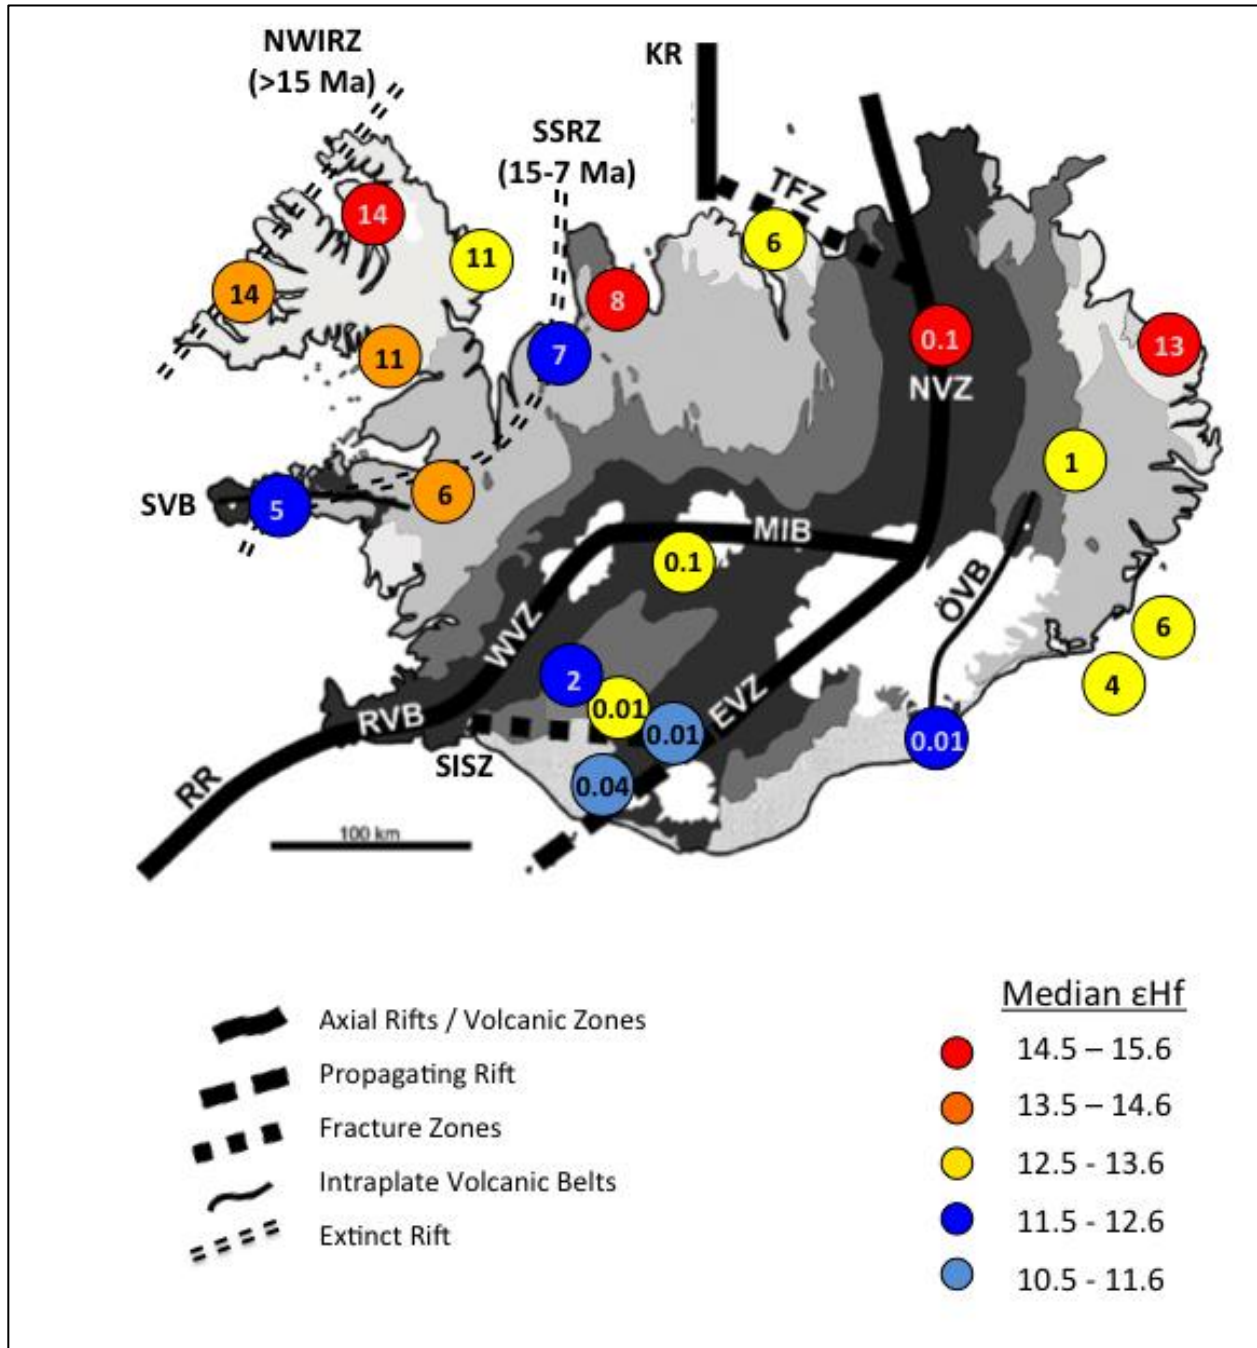 NWIRZ
(>15 Ma)
KR
SSRZ
(15-7 Ma)
TFZ
14
11
6
14
8
0.1
13
11
7
NVZ
1
SVB
5
6
MIB
0.1
ÖVB
WVZ
6
2
4
0.01
EVZ
RVB
0.01
0.01
SISZ
0.04
RR
100 km
Median εHf
Axial Rifts / Volcanic Zones
14.5 – 15.6
Propagating Rift
13.5 – 14.6
Fracture Zones
12.5 - 13.6
Intraplate Volcanic Belts
11.5 - 12.6
Extinct Rift
10.5 - 11.6